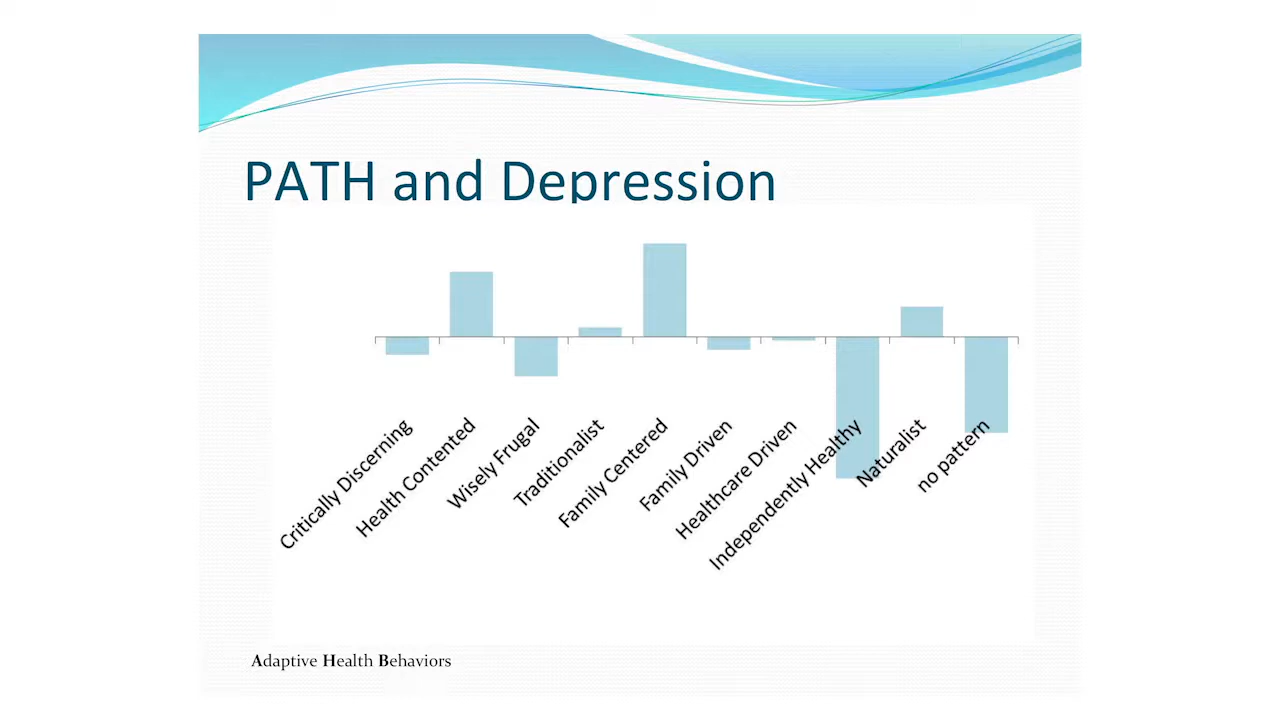 PATH and Depression
Critically Discerning
Health Contented
Wisely Frugal
Traditionalist
Family Centered
Family Driven
Healthcare Driven
Independently Healthy
Naturalist
no pattern
Adaptive Health Behaviors